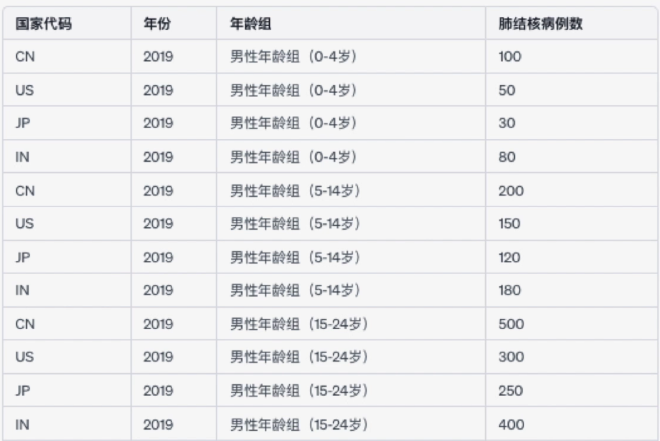 国家代码 年份 年龄组 肺结核病例数
CN 2019 男性年龄组（0-4岁） 100
US 2019 男性年龄组（0-4岁） 50
JP 2019 男性年龄组（0-4岁） 30
IN 2019 男性年龄组（0-4岁） 80
CN 2019 男性年龄组（5-14岁） 200
US 2019 男性年龄组（5-14岁） 150
JP 2019 男性年龄组（5-14岁） 120
IN 2019 男性年龄组（5-14岁） 180
CN 2019 男性年龄组（15-24岁） 500
US 2019 男性年龄组（15-24岁） 300
JP 2019 男性年龄组（15-24岁） 250
IN 2019 男性年龄组（15-24岁） 400